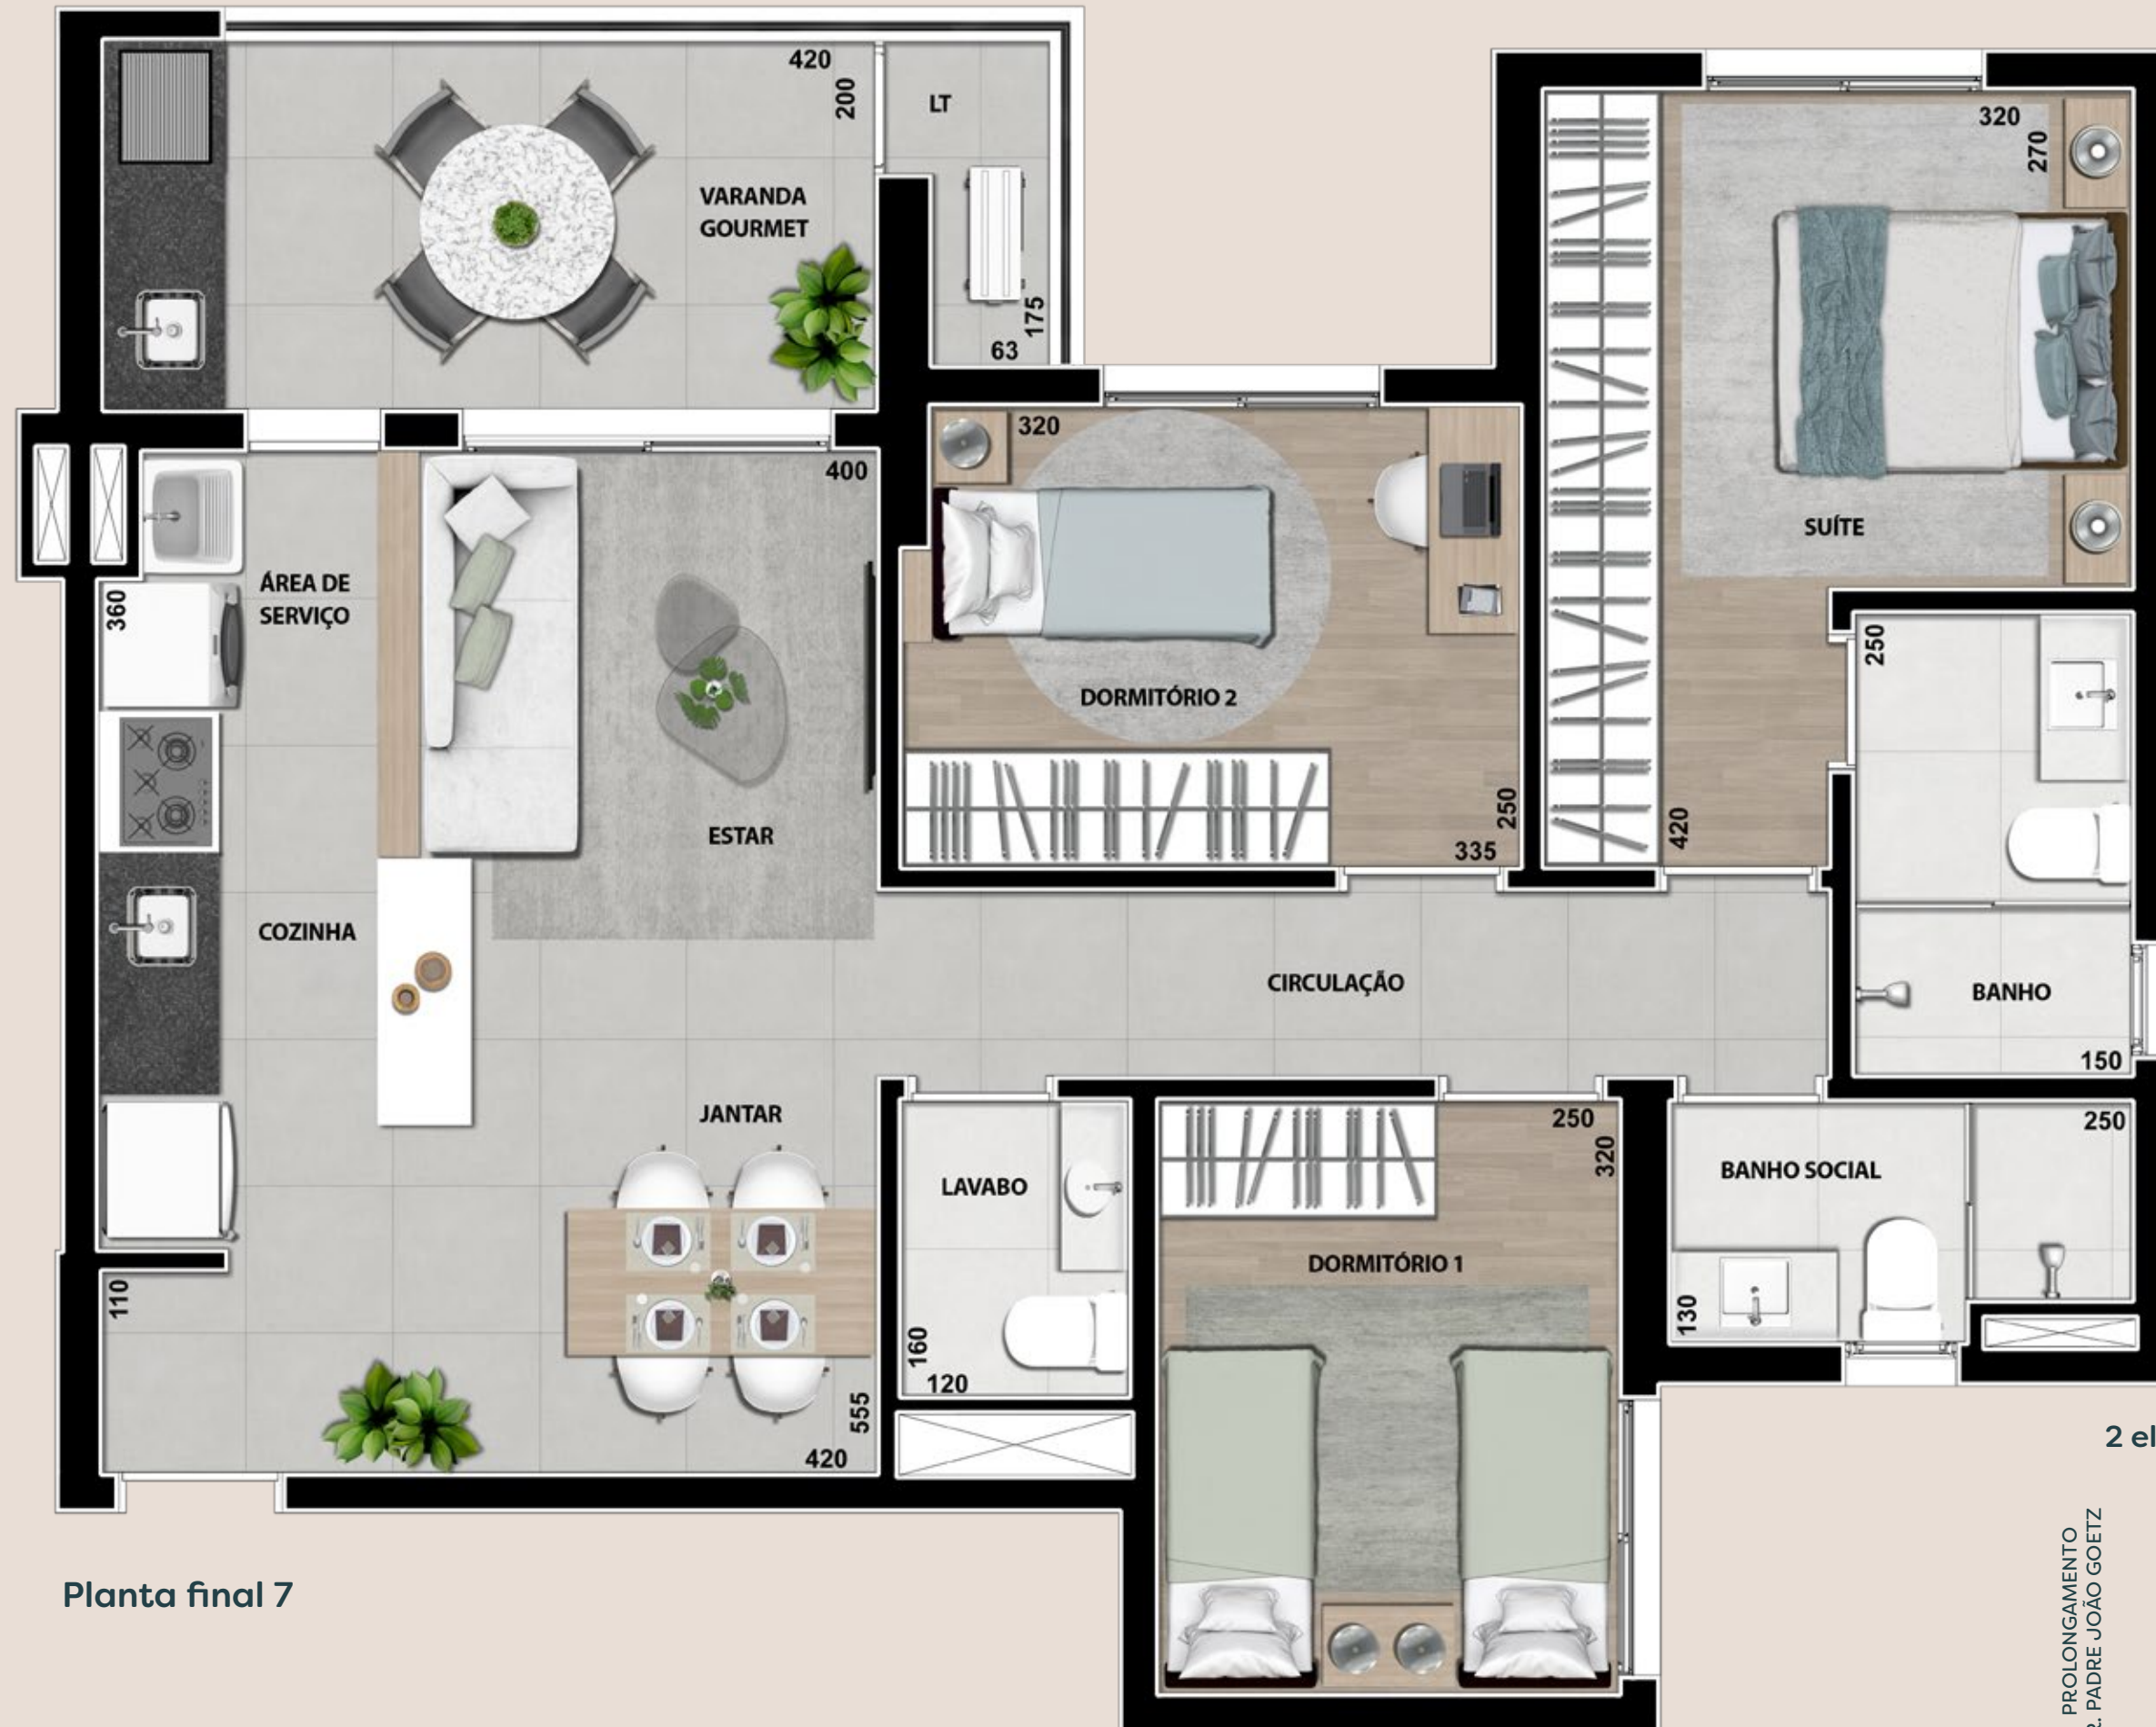 420
200
LT
VARANDA
GOURMET
175
63
320
270
SUÍTE
420
400
320
DORMITÓRIO 2
250
335
360
ÁREA DE
SERVIÇO
ESTAR
COZINHA
250
BANHO
150
CIRCULAÇÃO
JANTAR
LAVABO
160
120
250
320
DORMITÓRIO 1
BANHO SOCIAL
250
130
110
555
420
2 el
Planta final 7
PROLONGAMENTO
R. PADRE JOÃO GOETZ